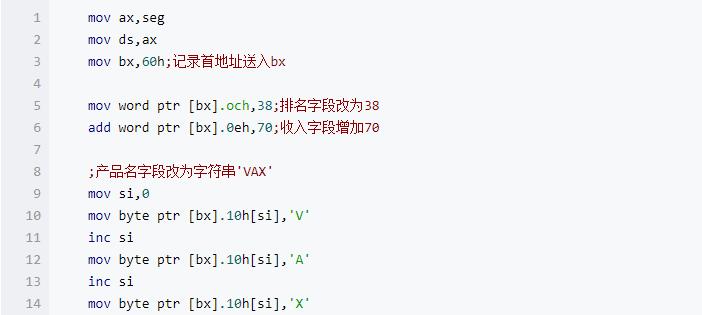 1 mov ax,seg
2 mov ds,ax
3 mov bx,60h;记录首地址送入bx
4
5 mov word ptr [bx].och,38;排名字段改为38
6 add word ptr [bx].0eh,70;收入字段增加70
7
8 ;产品名字段改为字符串'VAX'
9 mov si,0
10 mov byte ptr [bx].10h[si],'V'
11 inc si
12 mov byte ptr [bx].10h[si],'A'
13 inc si
14 mov byte ptr [bx].10h[si],'X'